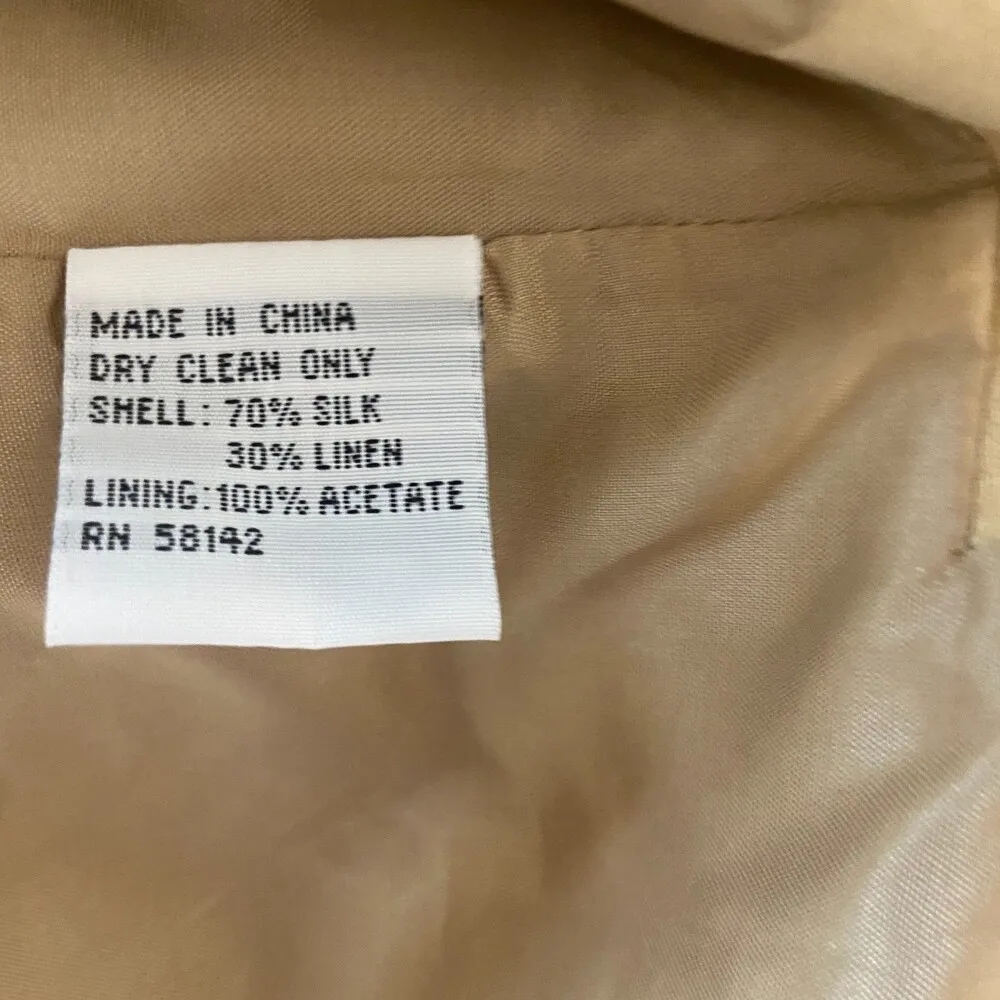 MADE IN CHINA
DRY CLEAN ONLY
SHELL: 70% SILK
30% LINEN
LINING:100% ACETATE
RN 58142